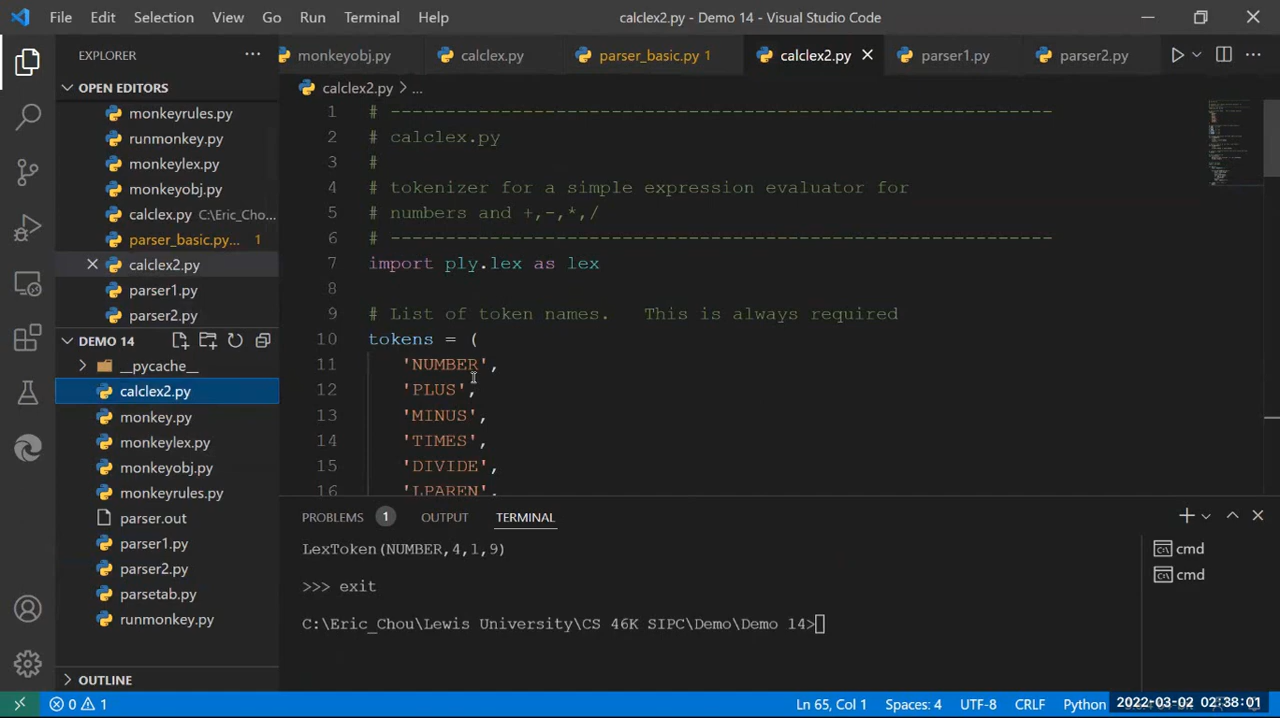 File Edit Selection View Go Run Terminal Help calclex2.py - Demo 14 - Visual Studio Code
EXPLORER
OPEN EDITORS
monkeyrules.py
runmonkey.py
monkeylex.py
monkeyobj.py
calclex.py C:\Eric_Cho...
parser_basic.py... 1
calclex2.py
parser1.py
parser2.py
DEMO 14
__pycache__
calclex2.py
monkey.py
monkeylex.py
monkeyobj.py
monkeyrules.py
parser.out
parser1.py
parser2.py
parsetab.py
runmonkey.py
OUTLINE
monkeyobj.py calclex.py parser_basic.py 1 calclex2.py parser1.py parser2.py
calclex2.py > ...
1 # -----------------------------------------------------------
2 # calclex.py
3 #
4 # tokenizer for a simple expression evaluator for
5 # numbers and +,-,*,/
6 # -----------------------------------------------------------
7 import ply.lex as lex
8
9 # List of token names.   This is always required
10 tokens = (
11 'NUMBER',
12 'PLUS',
13 'MINUS',
14 'TIMES',
15 'DIVIDE',
16 'LPAREN',
PROBLEMS 1 OUTPUT TERMINAL
LexToken(NUMBER,4,1,9)
>>> exit
C:\Eric_Chou\Lewis University\CS 46K SIPC\Demo\Demo 14>
cmd
cmd
0 1 Ln 65, Col 1 Spaces: 4 UTF-8 CRLF Python 2022-03-02 02:38:01